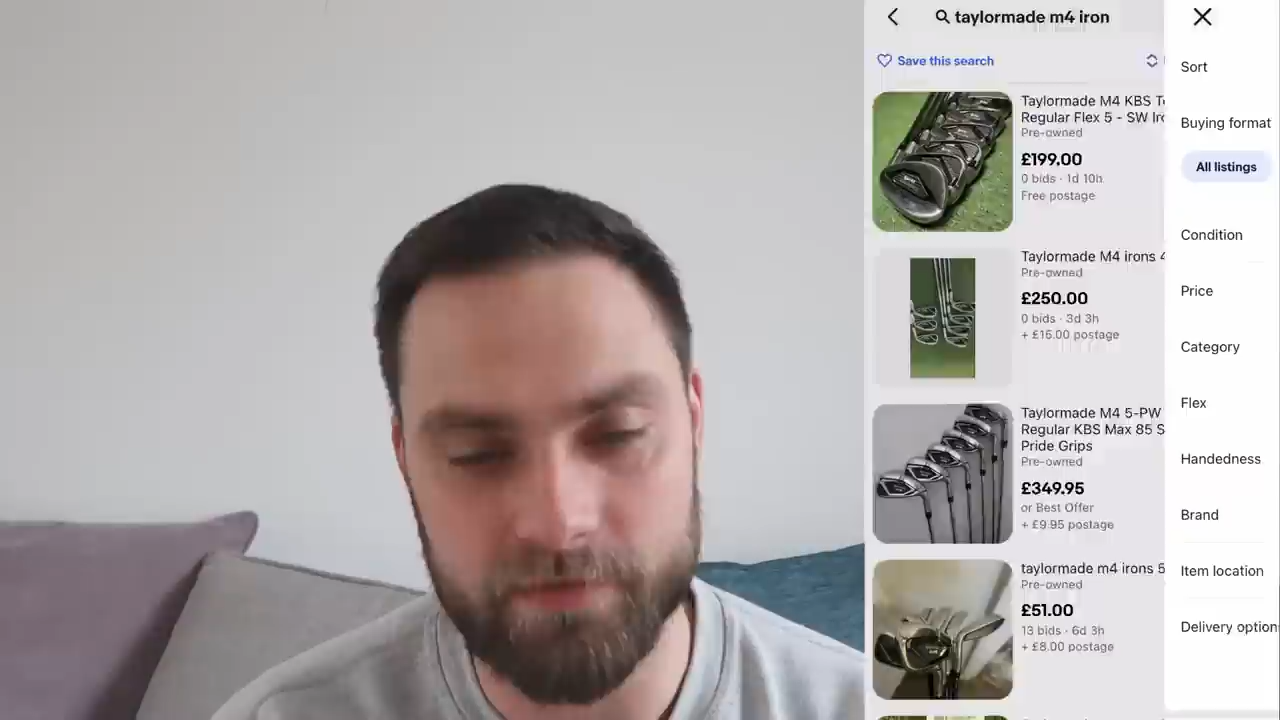 taylormade m4 iron
Save this search
Taylormade M4 KBS
Regular Flex 5 - SW
Pre-owned
£199.00
0 bids · 1d 10h
Free postage
Taylormade M4 irons
Pre-owned
£250.00
0 bids · 3d 3h
+ £15.00 postage
Taylormade M4 5-PW
Regular KBS Max 85
Pride Grips
Pre-owned
£349.95
or Best Offer
+ £9.95 postage
taylormade m4 irons 5
Pre-owned
£51.00
13 bids · 6d 3h
+ £8.00 postage
Sort
Buying format
All listings
Condition
Price
Category
Flex
Handedness
Brand
Item location
Delivery option